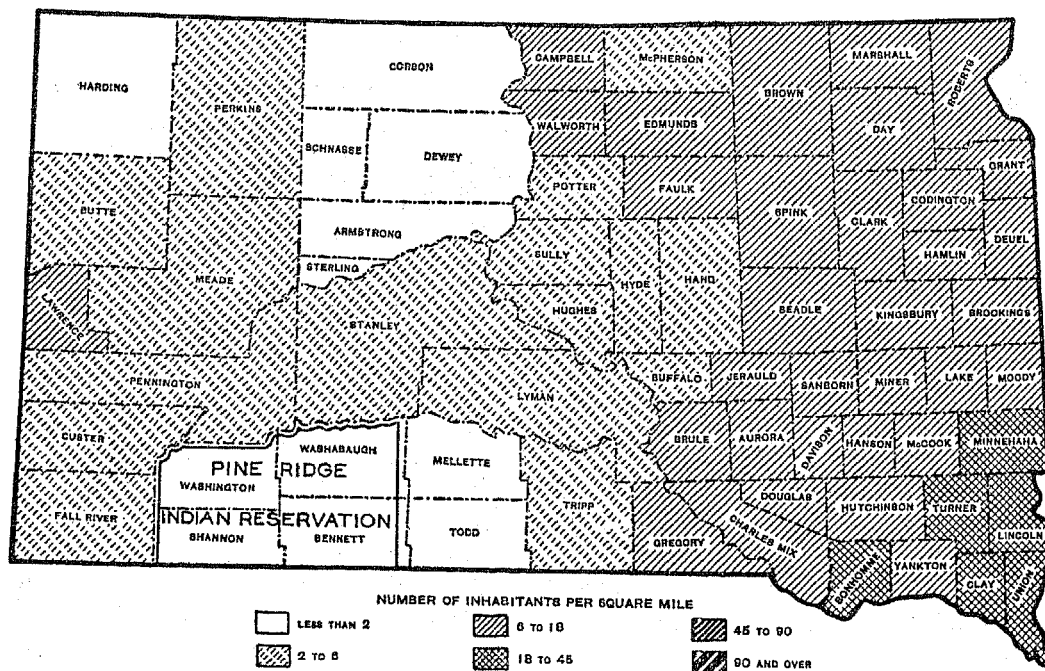 HARDING
PERKINS
CORSON
CAMPBELL
McPHERSON
BROWN
MARSHALL
ROBERTS
WALWORTH
EDMUNDS
DAY
SCHNASSE
DEWEY
GRANT
BUTTE
POTTER
FAULK
SPINK
CLARK
CODINGTON
ARMSTRONG
HAMLIN
DEUEL
STERLING
MEADE
SULLY
HYDE
HAND
LAWRENCE
STANLEY
HUGHES
BEADLE
KINGSBURY
BROOKINGS
PENNINGTON
LYMAN
BUFFALO
JERAULD
SANBORN
MINER
LAKE
MOODY
CUSTER
WASHABAUGH
MELLETTE
BRULE
AURORA
DAVISON
HANSON
McCOOK
MINNEHAHA
PINE RIDGE
WASHINGTON
FALL RIVER
INDIAN RESERVATION
SHANNON
BENNETT
TODD
TRIPP
GREGORY
DOUGLAS
CHARLES MIX
HUTCHINSON
TURNER
LINCOLN
BONHOMME
YANKTON
CLAY
UNION
NUMBER OF INHABITANTS PER SQUARE MILE
LESS THAN 2
6 TO 18
45 TO 90
2 TO 6
18 TO 45
90 AND OVER